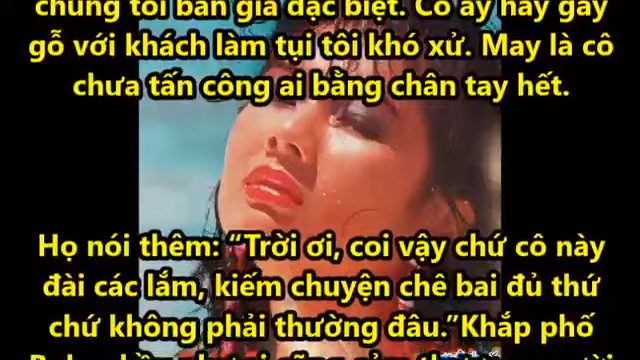 chúng tôi bán giá đặc biệt. Cô ấy hay gây
gỗ với khách làm tụi tôi khó xử. May là cô
chưa tấn công ai bằng chân tay hết.
Họ nói thêm: “Trời ơi, coi vậy chứ cô này
đài các lắm, kiếm chuyện chê bai đủ thứ
chứ không phải thường đâu.”Khắp phố